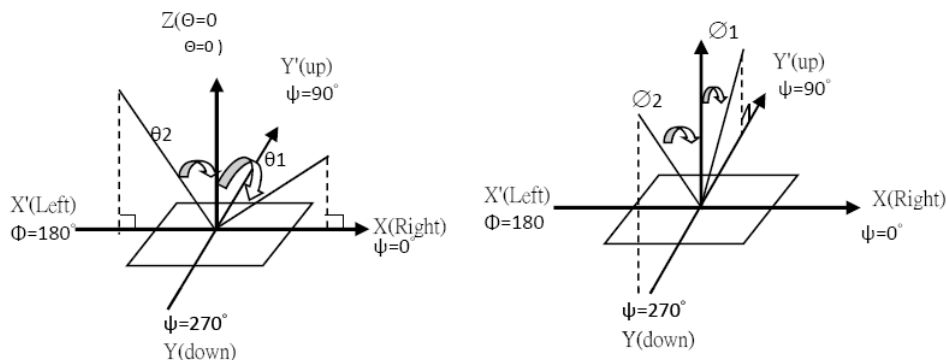 Z(Θ=0
Θ=0 )
Y'(up)
ψ=90°
θ2
θ1
X'(Left)
Φ=180°
X(Right)
ψ=0°
ψ=270°
Y(down)
∅1
Y'(up)
ψ=90°
∅2
X'(Left)
Φ=180
X(Right)
ψ=0°
ψ=270°
Y(down)